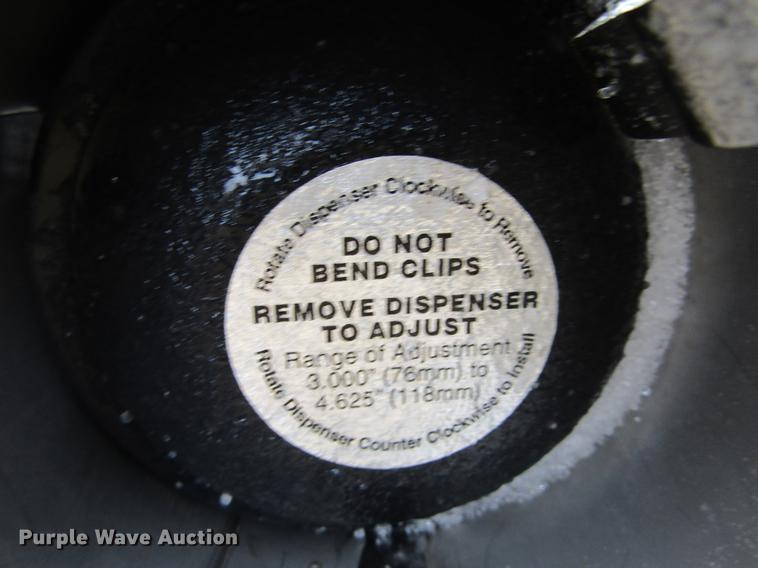 Rotate Dispenser Clockwise to Remove
DO NOT
BEND CLIPS
REMOVE DISPENSER
TO ADJUST
Range of Adjustment
3.000" (76mm) to
4.625" (118mm)
Rotate Dispenser Counter Clockwise to Install
Purple Wave Auction